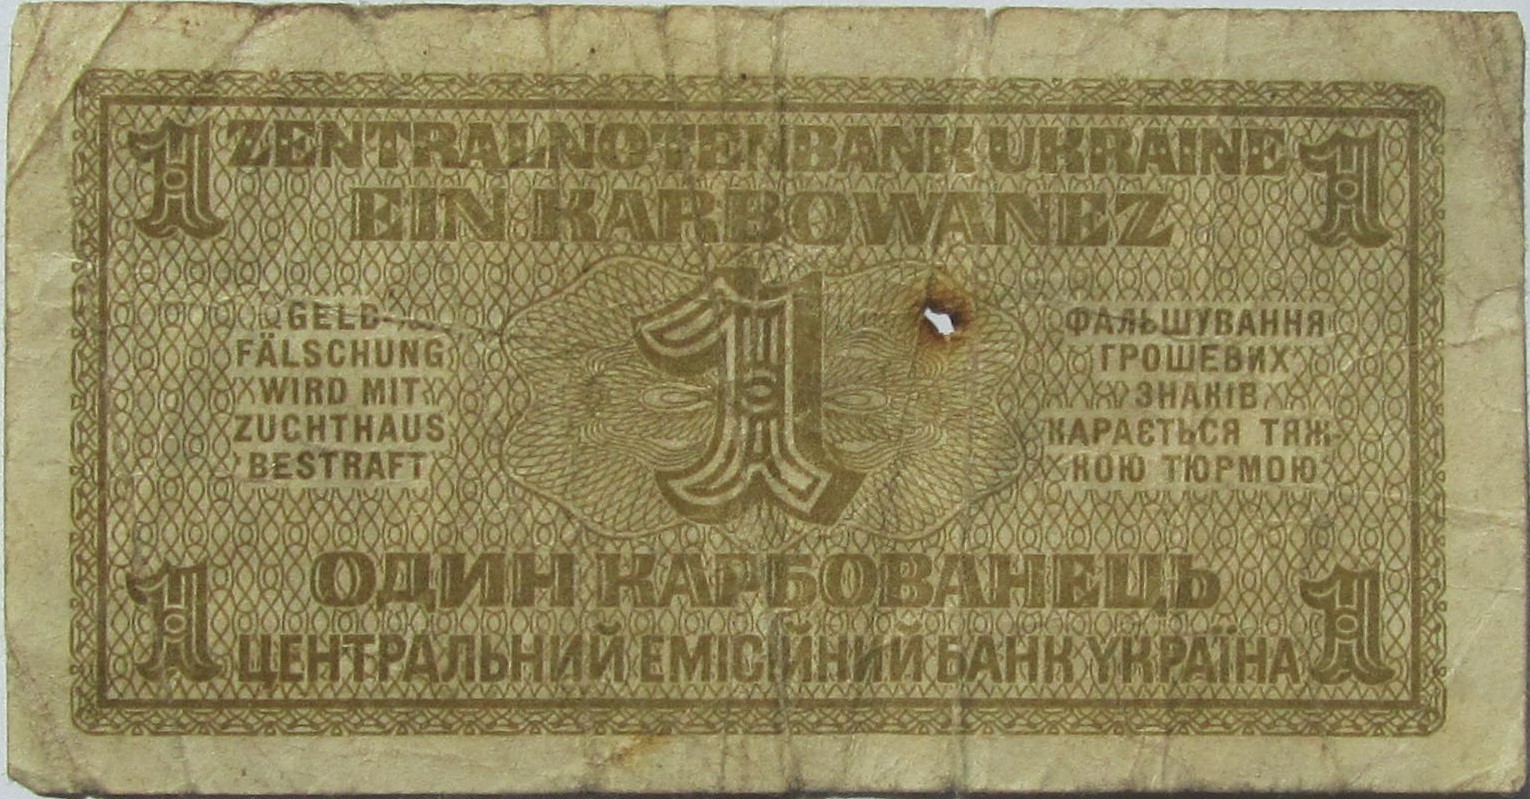 1 ZENTRALNOTENBANK UKRAINE 1
EIN KARBOWANEZ
GELD-
FÄLSCHUNG
WIRD MIT
ZUCHTHAUS
BESTRAFT
1
ФАЛЬШУВАННЯ
ГРОШЕВИХ
ЗНАКІВ
КАРАЄТЬСЯ ТЯЖ-
КОЮ ТЮРМОЮ
ОДИН КАРБОВАНЕЦЬ
1 ЦЕНТРАЛЬНИЙ ЕМІСІЙНИЙ БАНК УКРАЇНА 1